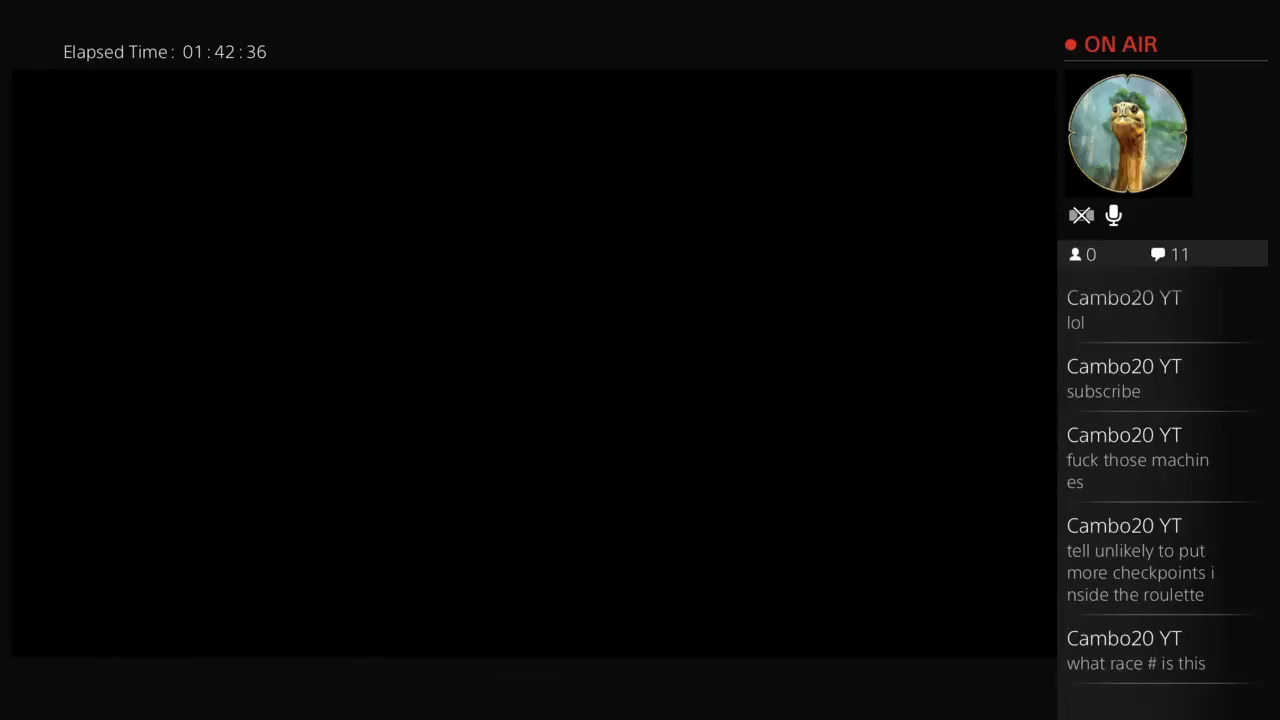 Elapsed Time: 01:42:36
ON AIR
0 11
Cambo20 YT
lol
Cambo20 YT
subscribe
Cambo20 YT
fuck those machin
es
Cambo20 YT
tell unlikely to put
more checkpoints i
nside the roulette
Cambo20 YT
what race # is this